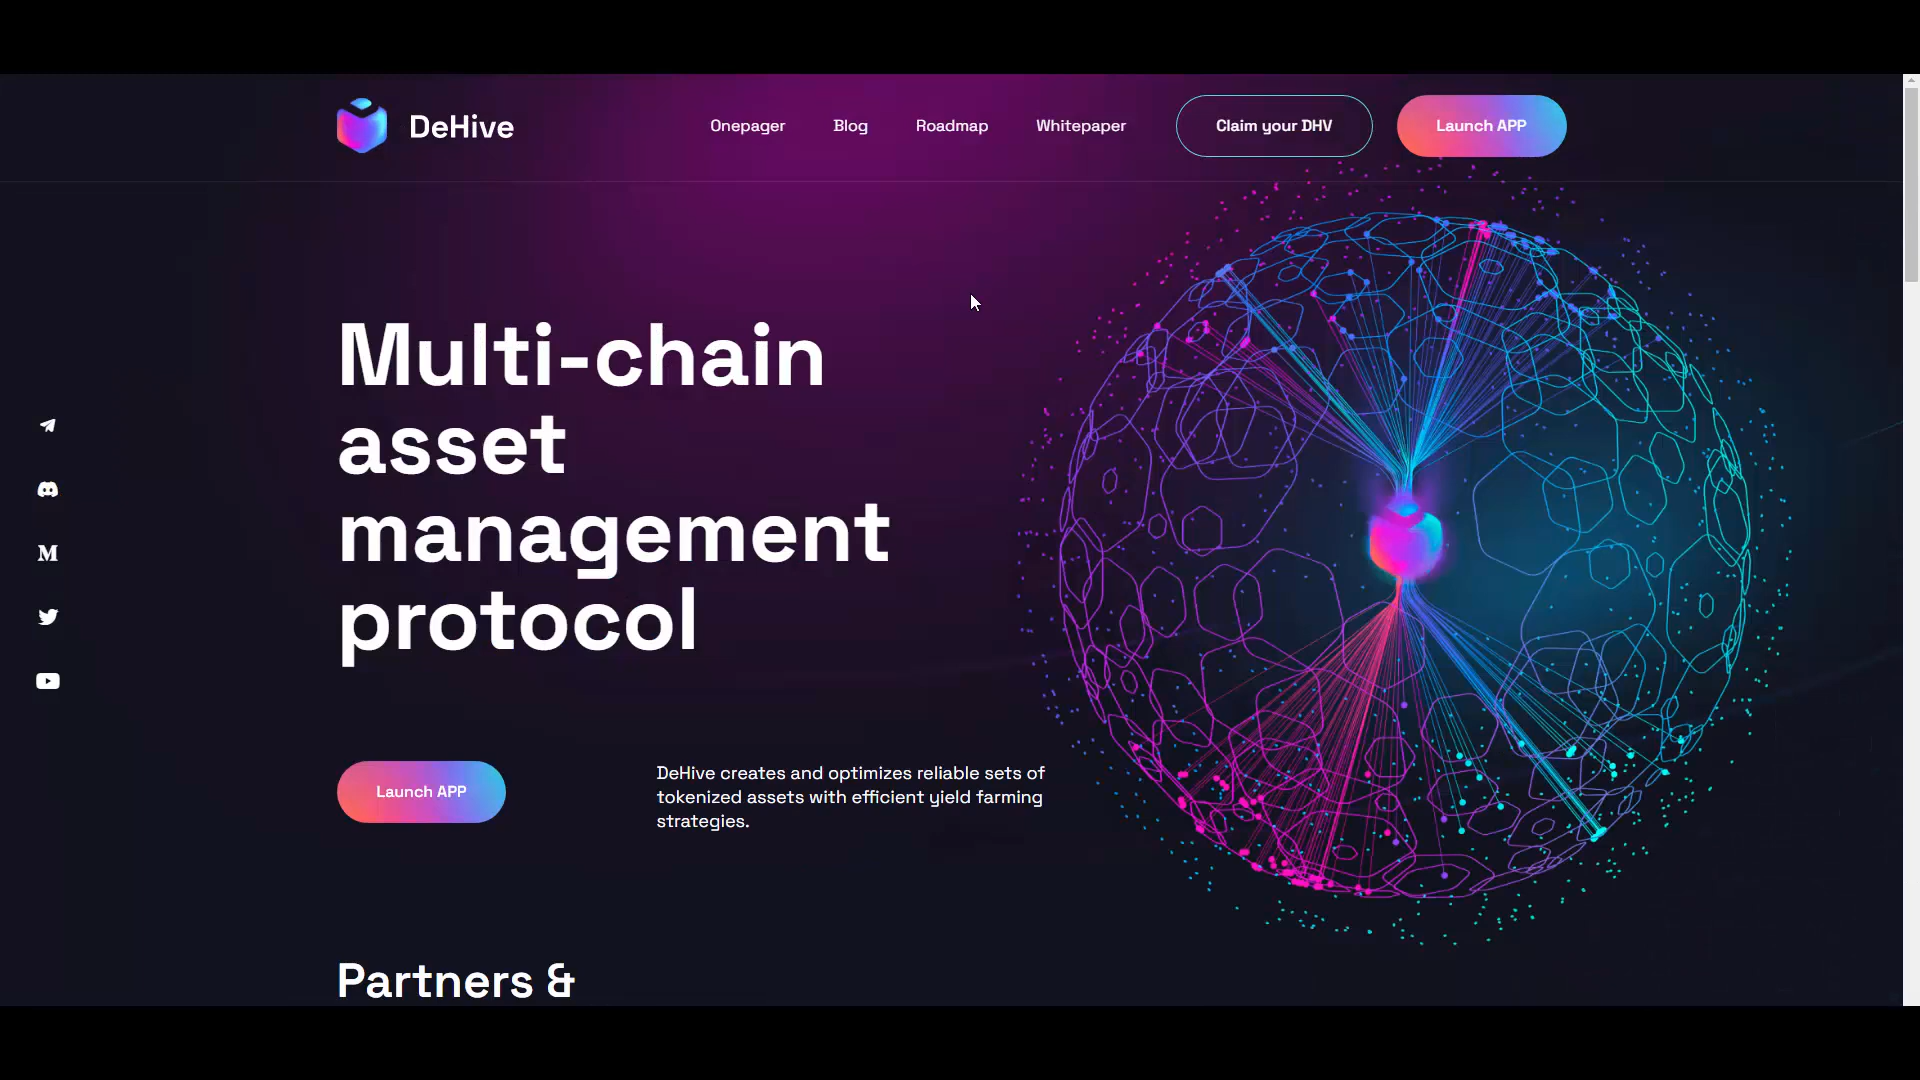 DeHive
Onepager
Blog
Roadmap
Whitepaper
Claim your DHV
Launch APP
Multi-chain
asset
management
protocol
Launch APP
DeHive creates and optimizes reliable sets of
tokenized assets with efficient yield farming
strategies.
Partners &